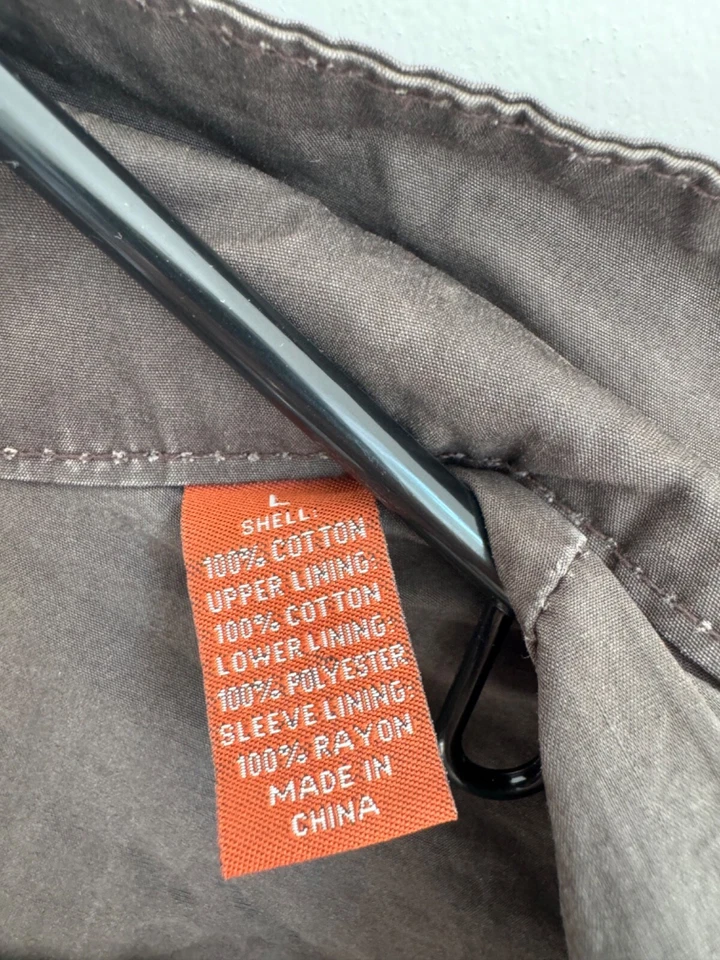 L
SHELL:
100% COTTON
UPPER LINING:
100% COTTON
LOWER LINING:
100% POLYESTER
SLEEVE LINING:
100% RAYON
MADE IN
CHINA